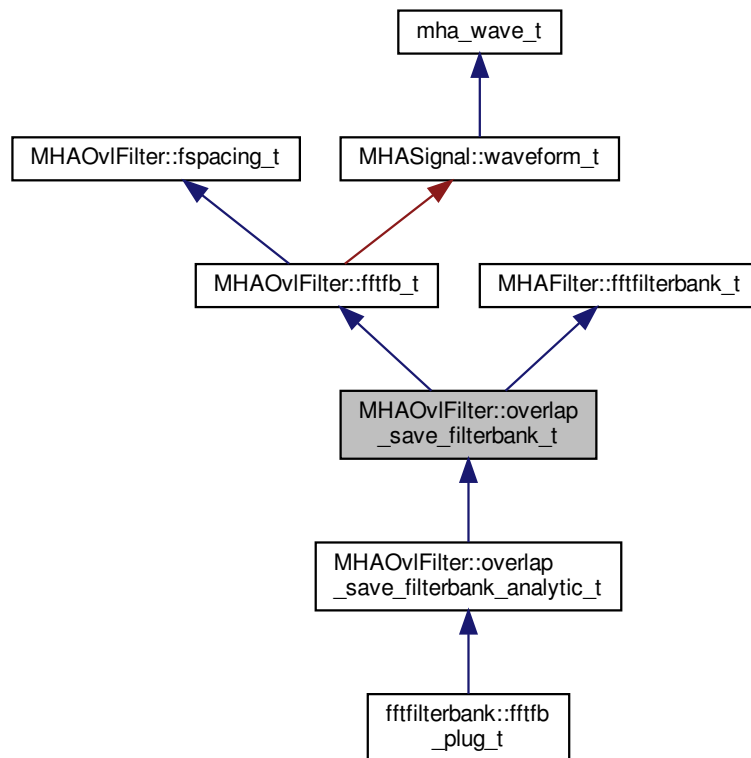 mha_wave_t
MHAOvlFilter::fspacing_t
MHASignal::waveform_t
MHAOvlFilter::fftfb_t
MHAFilter::fftfilterbank_t
MHAOvlFilter::overlap
_save_filterbank_t
MHAOvlFilter::overlap
_save_filterbank_analytic_t
fftfilterbank::fftfb
_plug_t